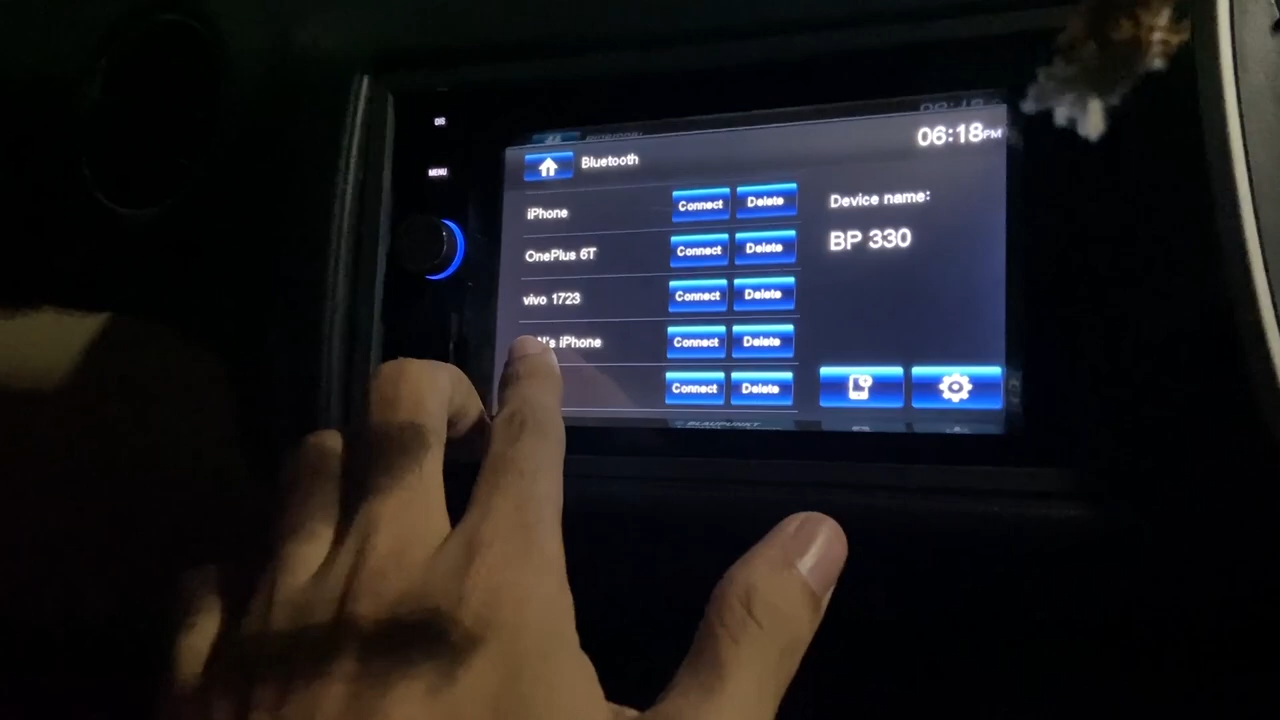 DIS
MENU
06:18PM
Bluetooth
iPhone Connect Delete
OnePlus 6T Connect Delete
vivo 1723 Connect Delete
N's iPhone Connect Delete
Connect Delete
Device name:
BP 330
BLAUPUNKT